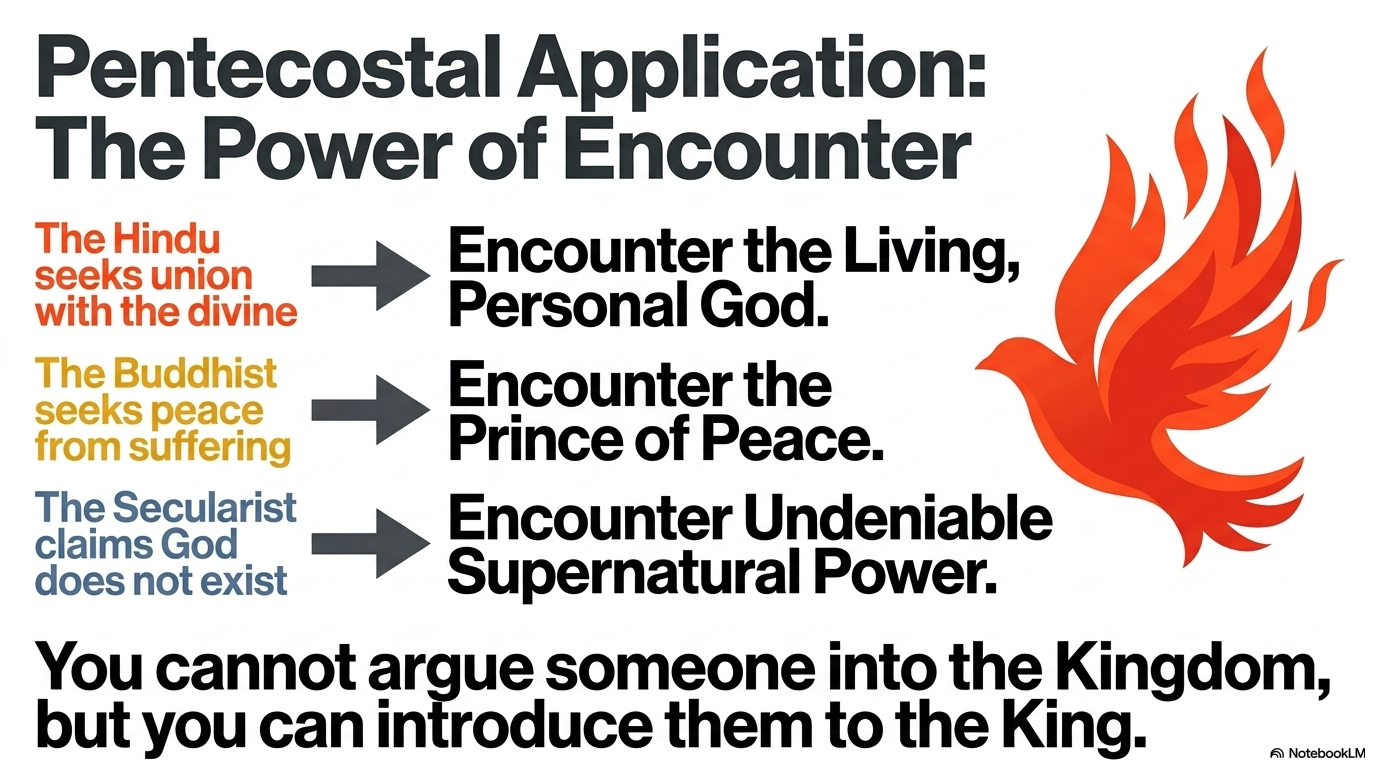 Pentecostal Application:
The Power of Encounter
The Hindu
seeks union
with the divine
Encounter the Living,
Personal God.
The Buddhist
seeks peace
from suffering
Encounter the
Prince of Peace.
The Secularist
claims God
does not exist
Encounter Undeniable
Supernatural Power.
You cannot argue someone into the Kingdom,
but you can introduce them to the King.
NotebookLM